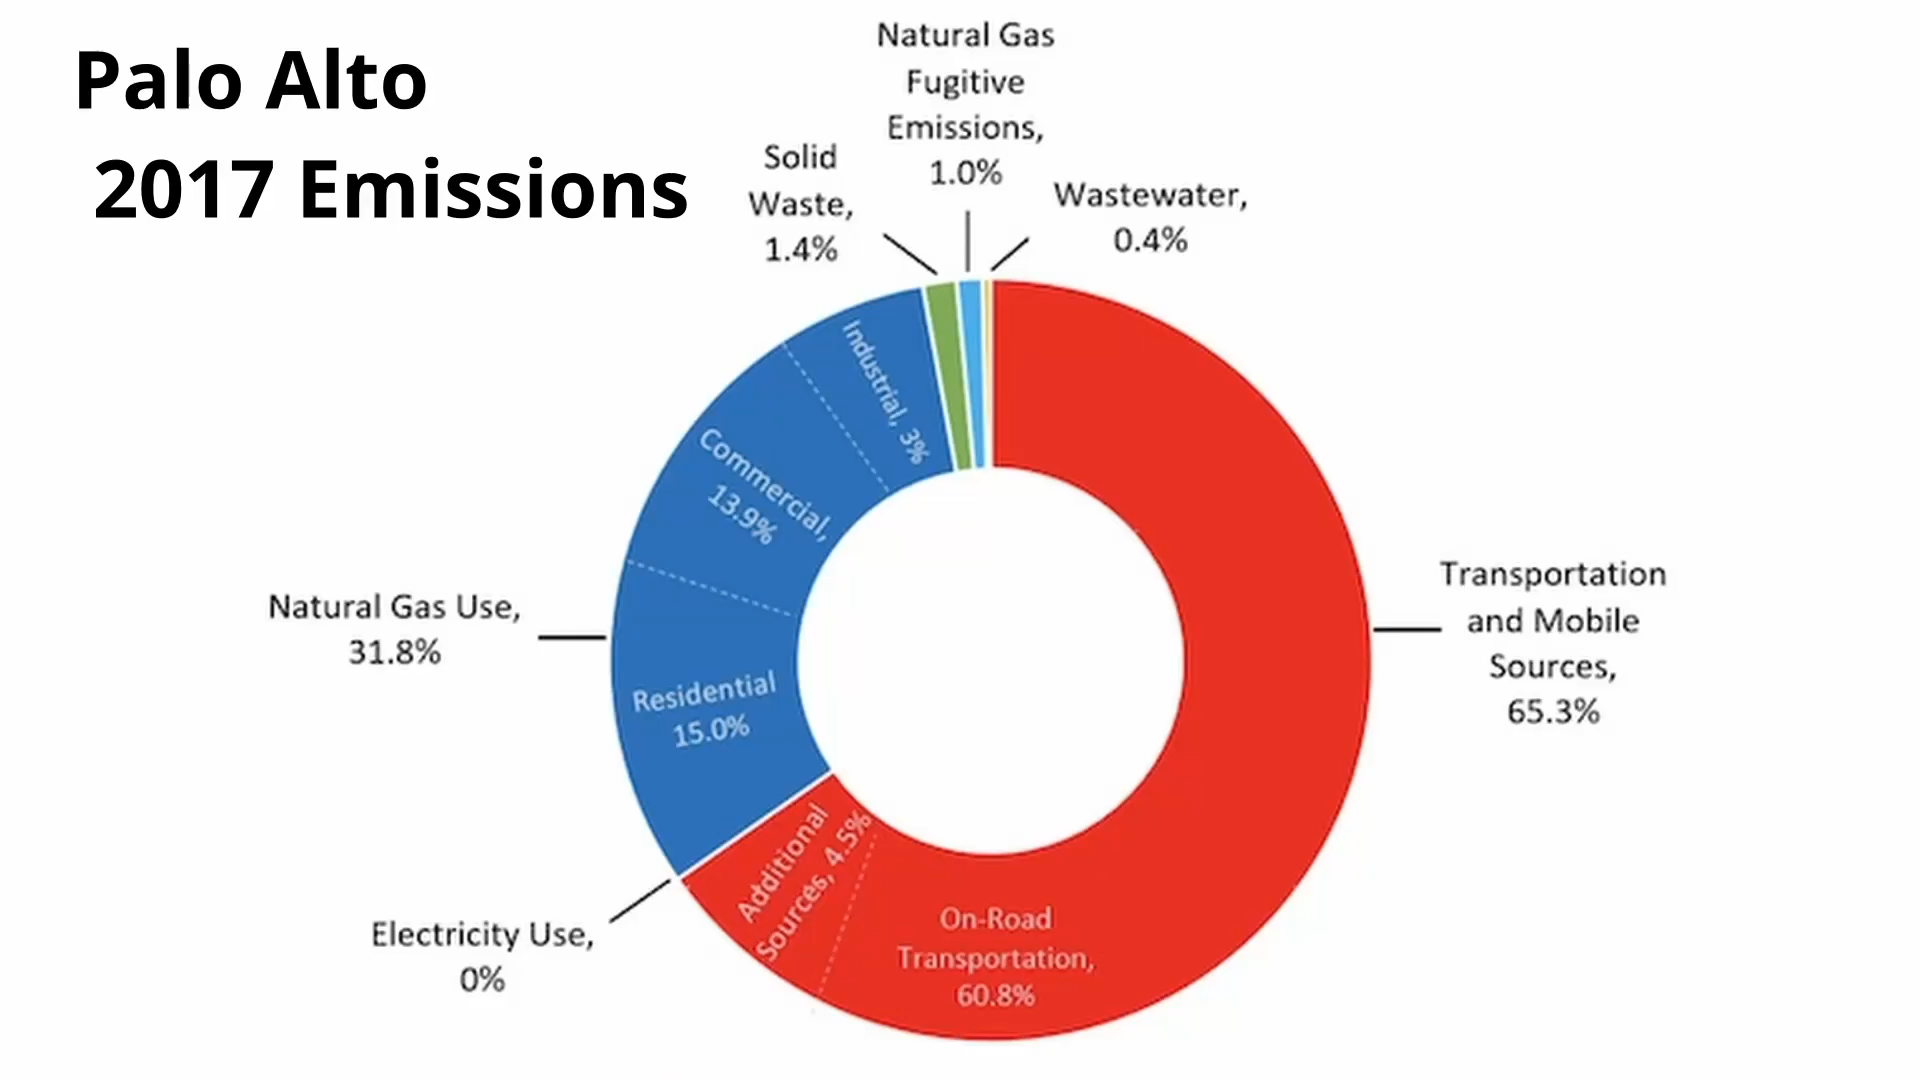 Palo Alto
2017 Emissions
Natural Gas
Fugitive
Emissions,
1.0%
Solid
Waste,
1.4%
Wastewater,
0.4%
Industrial, 3%
Commercial,
13.9%
Natural Gas Use,
31.8%
Residential
15.0%
Transportation
and Mobile
Sources,
65.3%
Additional
Sources, 4.5%
Electricity Use,
0%
On-Road
Transportation,
60.8%